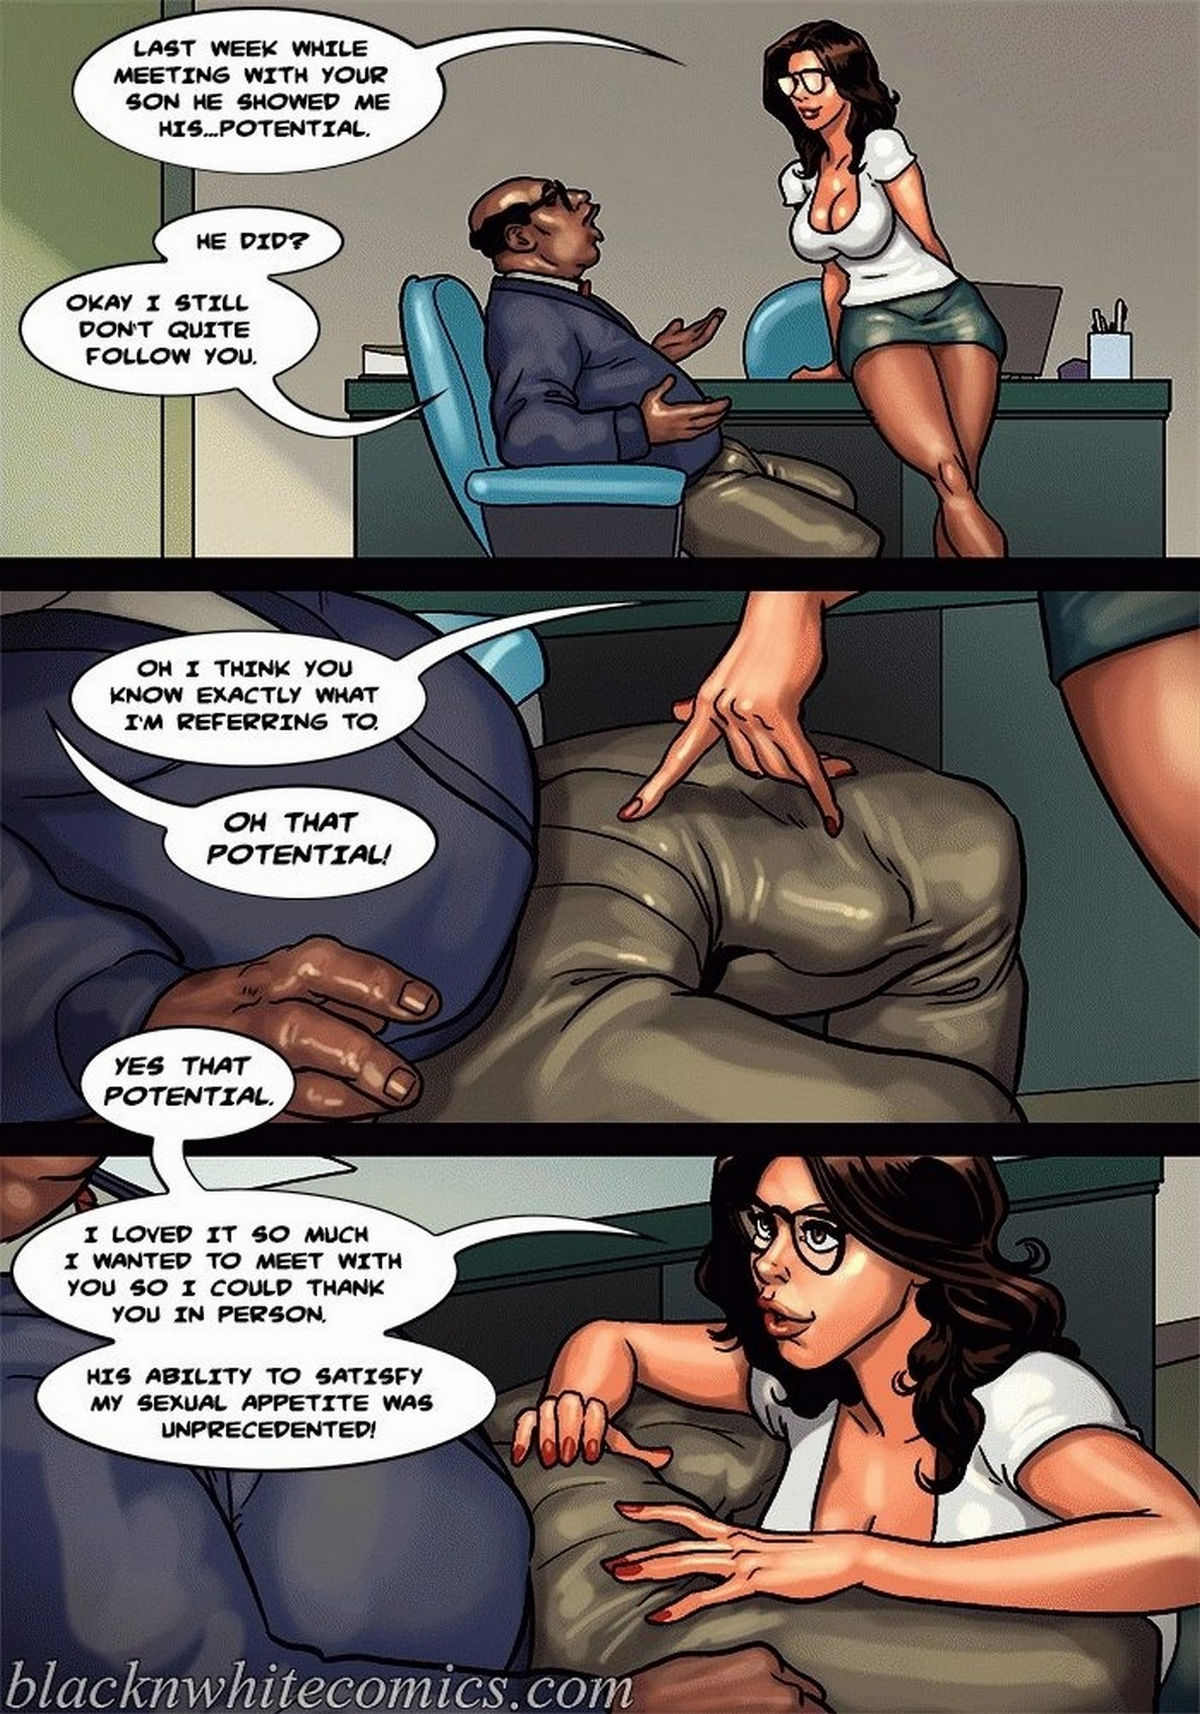 LAST WEEK WHILE
MEETING WITH YOUR
SON HE SHOWED ME
HIS...POTENTIAL.
HE DID?
OKAY I STILL
DON'T QUITE
FOLLOW YOU.
OH I THINK YOU
KNOW EXACTLY WHAT
I'M REFERRING TO.
OH THAT
POTENTIAL!
YES THAT
POTENTIAL.
I LOVED IT SO MUCH
I WANTED TO MEET WITH
YOU SO I COULD THANK
YOU IN PERSON.
HIS ABILITY TO SATISFY
MY SEXUAL APPETITE WAS
UNPRECEDENTED!
blacknwhitecomics.com